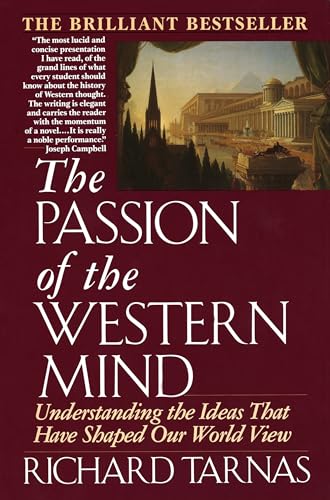 THE BRILLIANT BESTSELLER
"The most lucid and
concise presentation
I have read, of the
grand lines of what
every student should
know about the history
of Western thought.
The writing is elegant
and carries the reader
with the momentum
of a novel.... It is really
a noble performance."
Joseph Campbell
The
PASSION
of the
WESTERN
MIND
Understanding the Ideas That
Have Shaped Our World View
RICHARD TARNAS